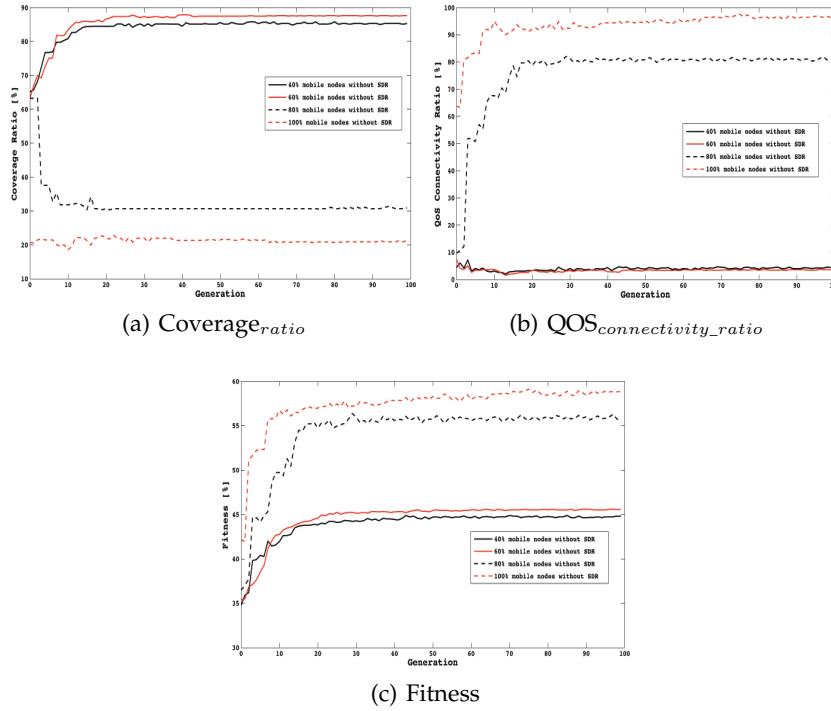 100
90
80
70
60
50
40
30
20
10
Coverage Ratio [%]
0 10 20 30 40 50 60 70 80 90 100
Generation
40% mobile nodes without SDR
60% mobile nodes without SDR
80% mobile nodes without SDR
100% mobile nodes without SDR
(a) Coverage_ratio
100
90
80
70
60
50
40
30
20
10
0
QoS Connectivity Ratio [%]
0 10 20 30 40 50 60 70 80 90 100
Generation
60% mobile nodes without SDR
60% mobile nodes without SDR
80% mobile nodes without SDR
100% mobile nodes without SDR
(b) QOS_connectivity_ratio
60
55
50
45
40
35
30
Fitness [%]
0 10 20 30 40 50 60 70 80 90 100
Generation
40% mobile nodes without SDR
60% mobile nodes without SDR
80% mobile nodes without SDR
100% mobile nodes without SDR
(c) Fitness